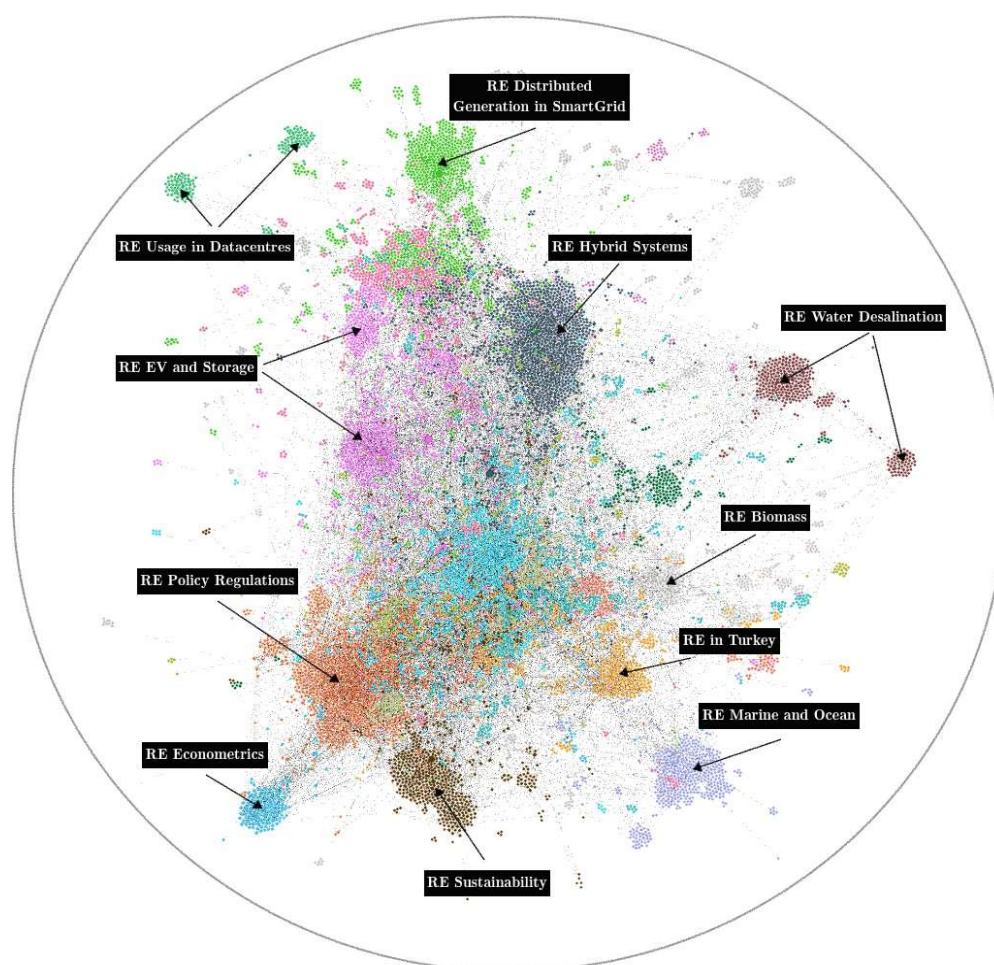 RE Distributed
Generation in SmartGrid
RE Usage in Datacentres
RE Hybrid Systems
RE Water Desalination
RE EV and Storage
RE Biomass
RE Policy Regulations
RE in Turkey
RE Marine and Ocean
RE Econometrics
RE Sustainability